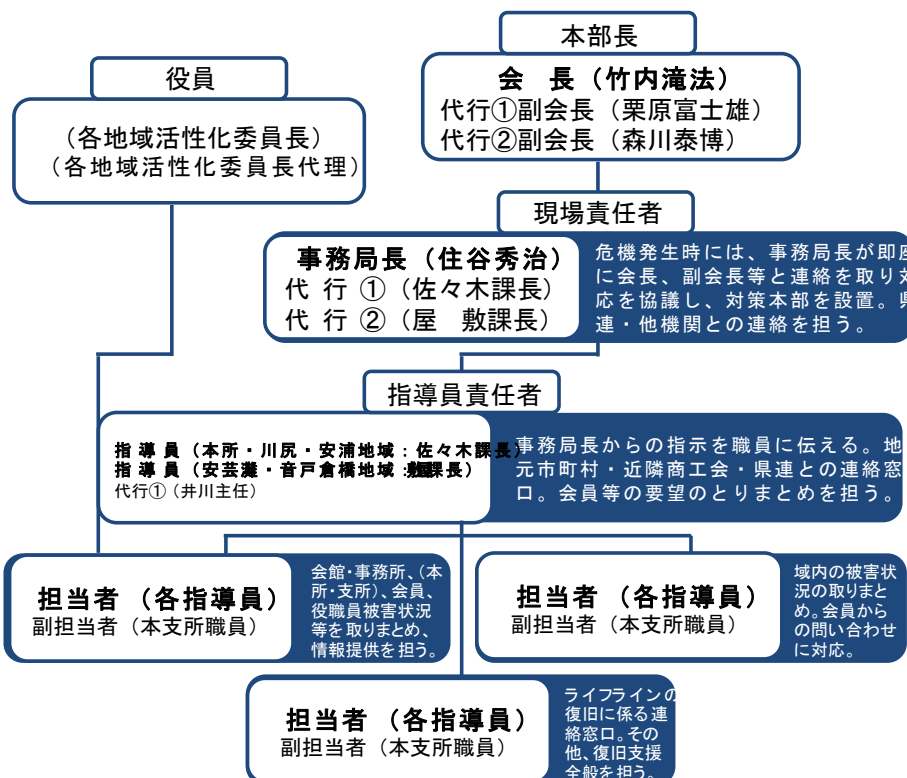 本部長
会 長（竹内滝法）
代行①副会長（栗原富士雄）
代行②副会長（森川泰博）
役員
(各地域活性化委員長)
(各地域活性化委員長代理)
現場責任者
事務局長（住谷秀治）
代 行 ①（佐々木課長）
代 行 ②（屋 敷課長）
危機発生時には、事務局長が即座
に会長、副会長等と連絡を取り対
応を協議し、対策本部を設置。県
連・他機関との連絡を担う。
指導員責任者
指 導 員（本所・川尻・安浦地域：佐々木課長）
指 導 員（安芸灘・音戸倉橋地域：課長）
代行①（井川主任）
事務局長からの指示を職員に伝える。地
元市町村・近隣商工会・県連との連絡窓
口。会員等の要望のとりまとめを担う。
担当者 （各指導員）
副担当者（本支所職員）
会館・事務所、(本
所・支所）、会員、
役職員被害状況
等を取りまとめ、
情報提供を担う。
担当者 （各指導員）
副担当者（本支所職員）
域内の被害状
況の取りまと
め。会員から
の問い合わせ
に対応。
担当者 （各指導員）
副担当者（本支所職員）
ライフラインの
復旧に係る連
絡窓口。その
他、復旧支援
全般を担う。